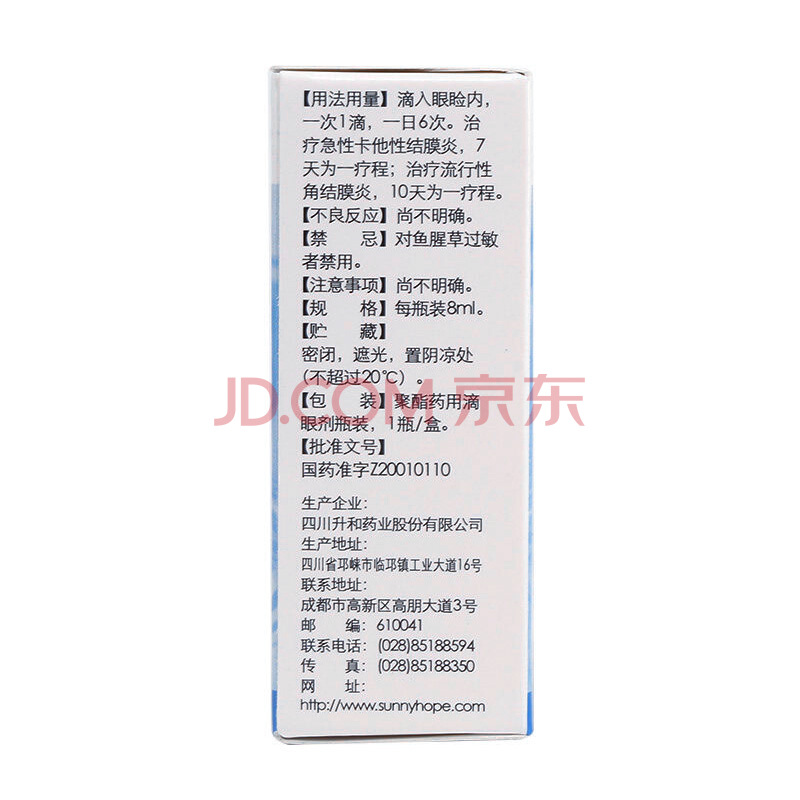 【用法用量】滴入眼睑内，
一次1滴，一日6次。治
疗急性卡他性结膜炎，7
天为一疗程；治疗流行性
角结膜炎，10天为一疗程。
【不良反应】尚不明确。
【禁 忌】对鱼腥草过敏
者禁用。
【注意事项】尚不明确。
【规 格】每瓶装8ml。
【贮 藏】
密闭，遮光，置阴凉处
(不超过20℃)。
JD.COM 京东
【包 装】聚酯药用滴
眼剂瓶装，1瓶/盒。
【批准文号】
国药准字Z20010110
生产企业：
四川升和药业股份有限公司
生产地址：
四川省邛崃市临邛镇工业大道16号
联系地址：
成都市高新区高朋大道3号
邮 编：610041
联系电话：(028)85188594
传 真：(028)85188350
网 址：
http://www.sunnyhope.com